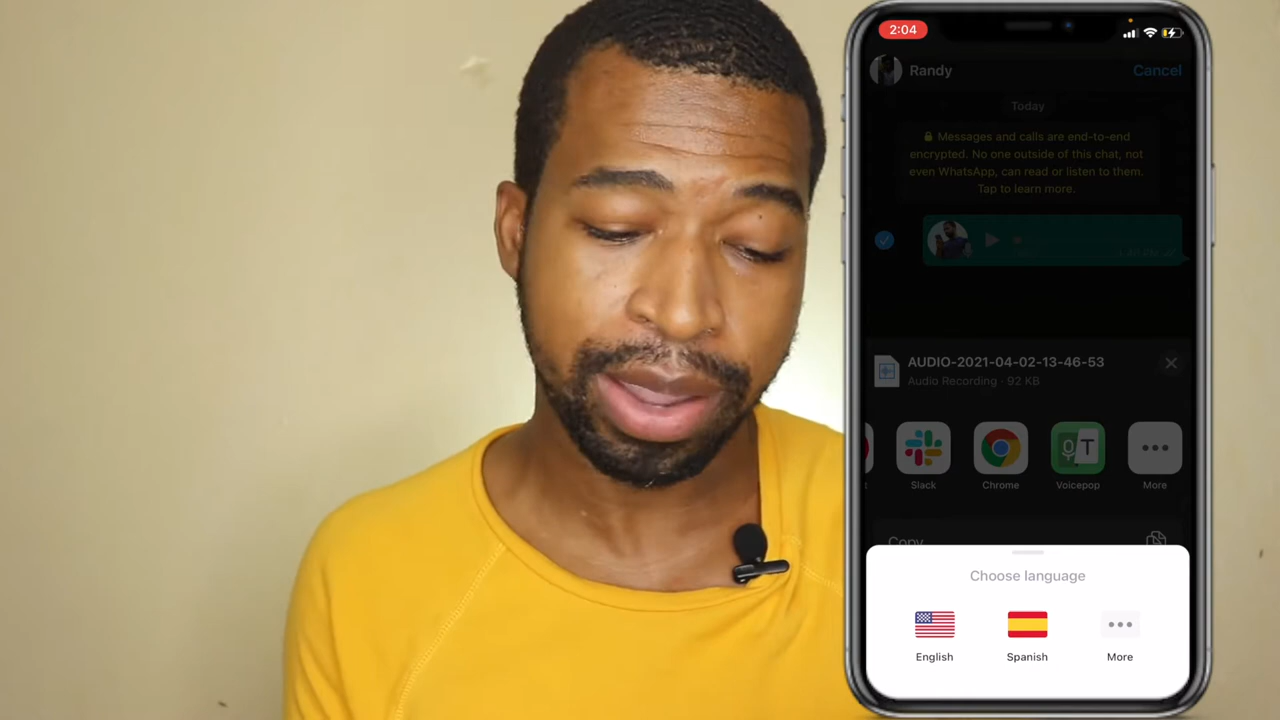 2:04
Randy
Cancel
Today
Messages and calls are end-to-end
encrypted. No one outside of this chat, not
even WhatsApp, can read or listen to them.
Tap to learn more.
AUDIO-2021-04-02-13-46-53
Audio Recording · 92 KB
T
Slack
Chrome
Voicepop
More
Copy
Choose language
English
Spanish
More